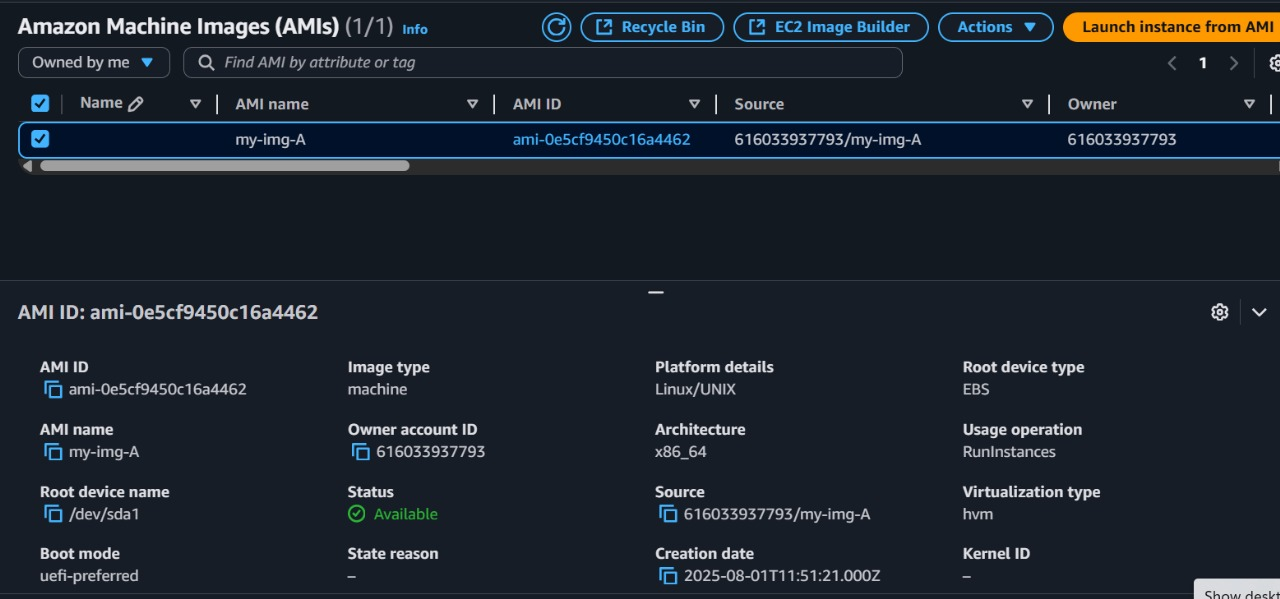 Amazon Machine Images (AMIs) (1/1) Info Recycle Bin EC2 Image Builder Actions Launch instance from AMI
Owned by me Find AMI by attribute or tag 1
Name AMI name AMI ID Source Owner
my-img-A ami-0e5cf9450c16a4462 616033937793/my-img-A 616033937793
AMI ID: ami-0e5cf9450c16a4462
AMI ID Image type Platform details Root device type
ami-0e5cf9450c16a4462 machine Linux/UNIX EBS
AMI name Owner account ID Architecture Usage operation
my-img-A 616033937793 x86_64 RunInstances
Root device name Status Source Virtualization type
/dev/sda1 Available 616033937793/my-img-A hvm
Boot mode State reason Creation date Kernel ID
uefi-preferred – 2025-08-01T11:51:21.000Z –
Show deskt